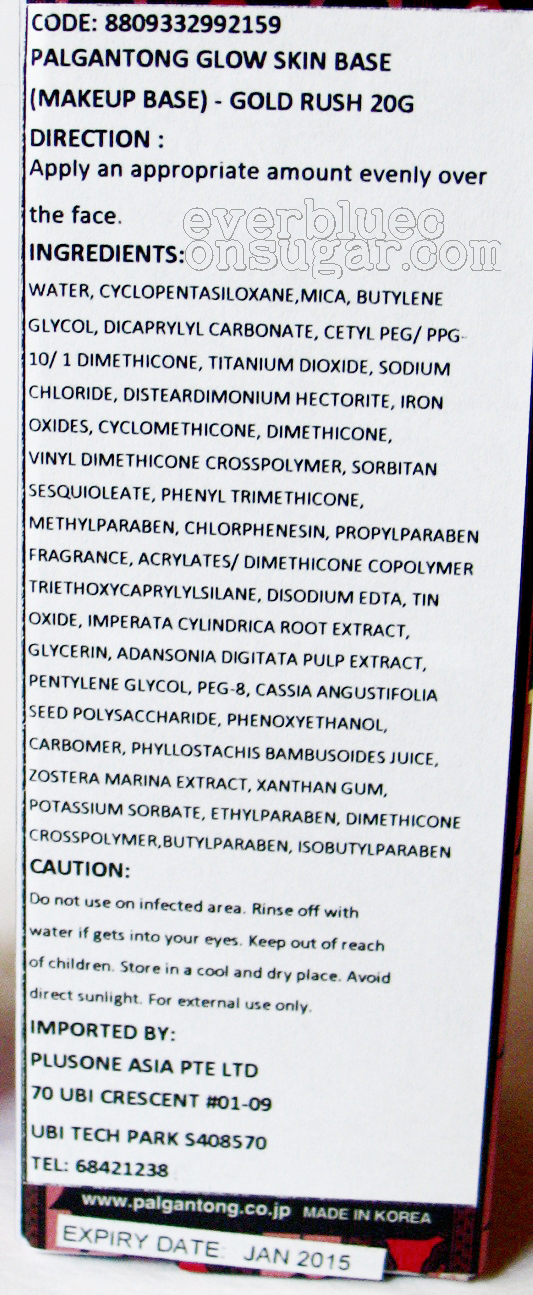 CODE: 8809332992159
PALGANTONG GLOW SKIN BASE
(MAKEUP BASE) - GOLD RUSH 20G
DIRECTION :
Apply an appropriate amount evenly over
the face.
everbluec
onsugar.com
INGREDIENTS:
WATER, CYCLOPENTASILOXANE,MICA, BUTYLENE
GLYCOL, DICAPRYLYL CARBONATE, CETYL PEG/ PPG-
10/ 1 DIMETHICONE, TITANIUM DIOXIDE, SODIUM
CHLORIDE, DISTEARDIMONIUM HECTORITE, IRON
OXIDES, CYCLOMETHICONE, DIMETHICONE,
VINYL DIMETHICONE CROSSPOLYMER, SORBITAN
SESQUIOLEATE, PHENYL TRIMETHICONE,
METHYLPARABEN, CHLORPHENESIN, PROPYLPARABEN
FRAGRANCE, ACRYLATES/ DIMETHICONE COPOLYMER
TRIETHOXYCAPRYLYLSILANE, DISODIUM EDTA, TIN
OXIDE, IMPERATA CYLINDRICA ROOT EXTRACT,
GLYCERIN, ADANSONIA DIGITATA PULP EXTRACT,
PENTYLENE GLYCOL, PEG-8, CASSIA ANGUSTIFOLIA
SEED POLYSACCHARIDE, PHENOXYETHANOL,
CARBOMER, PHYLLOSTACHIS BAMBUSOIDES JUICE,
ZOSTERA MARINA EXTRACT, XANTHAN GUM,
POTASSIUM SORBATE, ETHYLPARABEN, DIMETHICONE
CROSSPOLYMER,BUTYLPARABEN, ISOBUTYLPARABEN
CAUTION:
Do not use on infected area. Rinse off with
water if gets into your eyes. Keep out of reach
of children. Store in a cool and dry place. Avoid
direct sunlight. For external use only.
IMPORTED BY:
PLUSONE ASIA PTE LTD
70 UBI CRESCENT #01-09
UBI TECH PARK S408570
TEL: 68421238
www.palgantong.co.jp MADE IN KOREA
EXPIRY DATE: JAN 2015